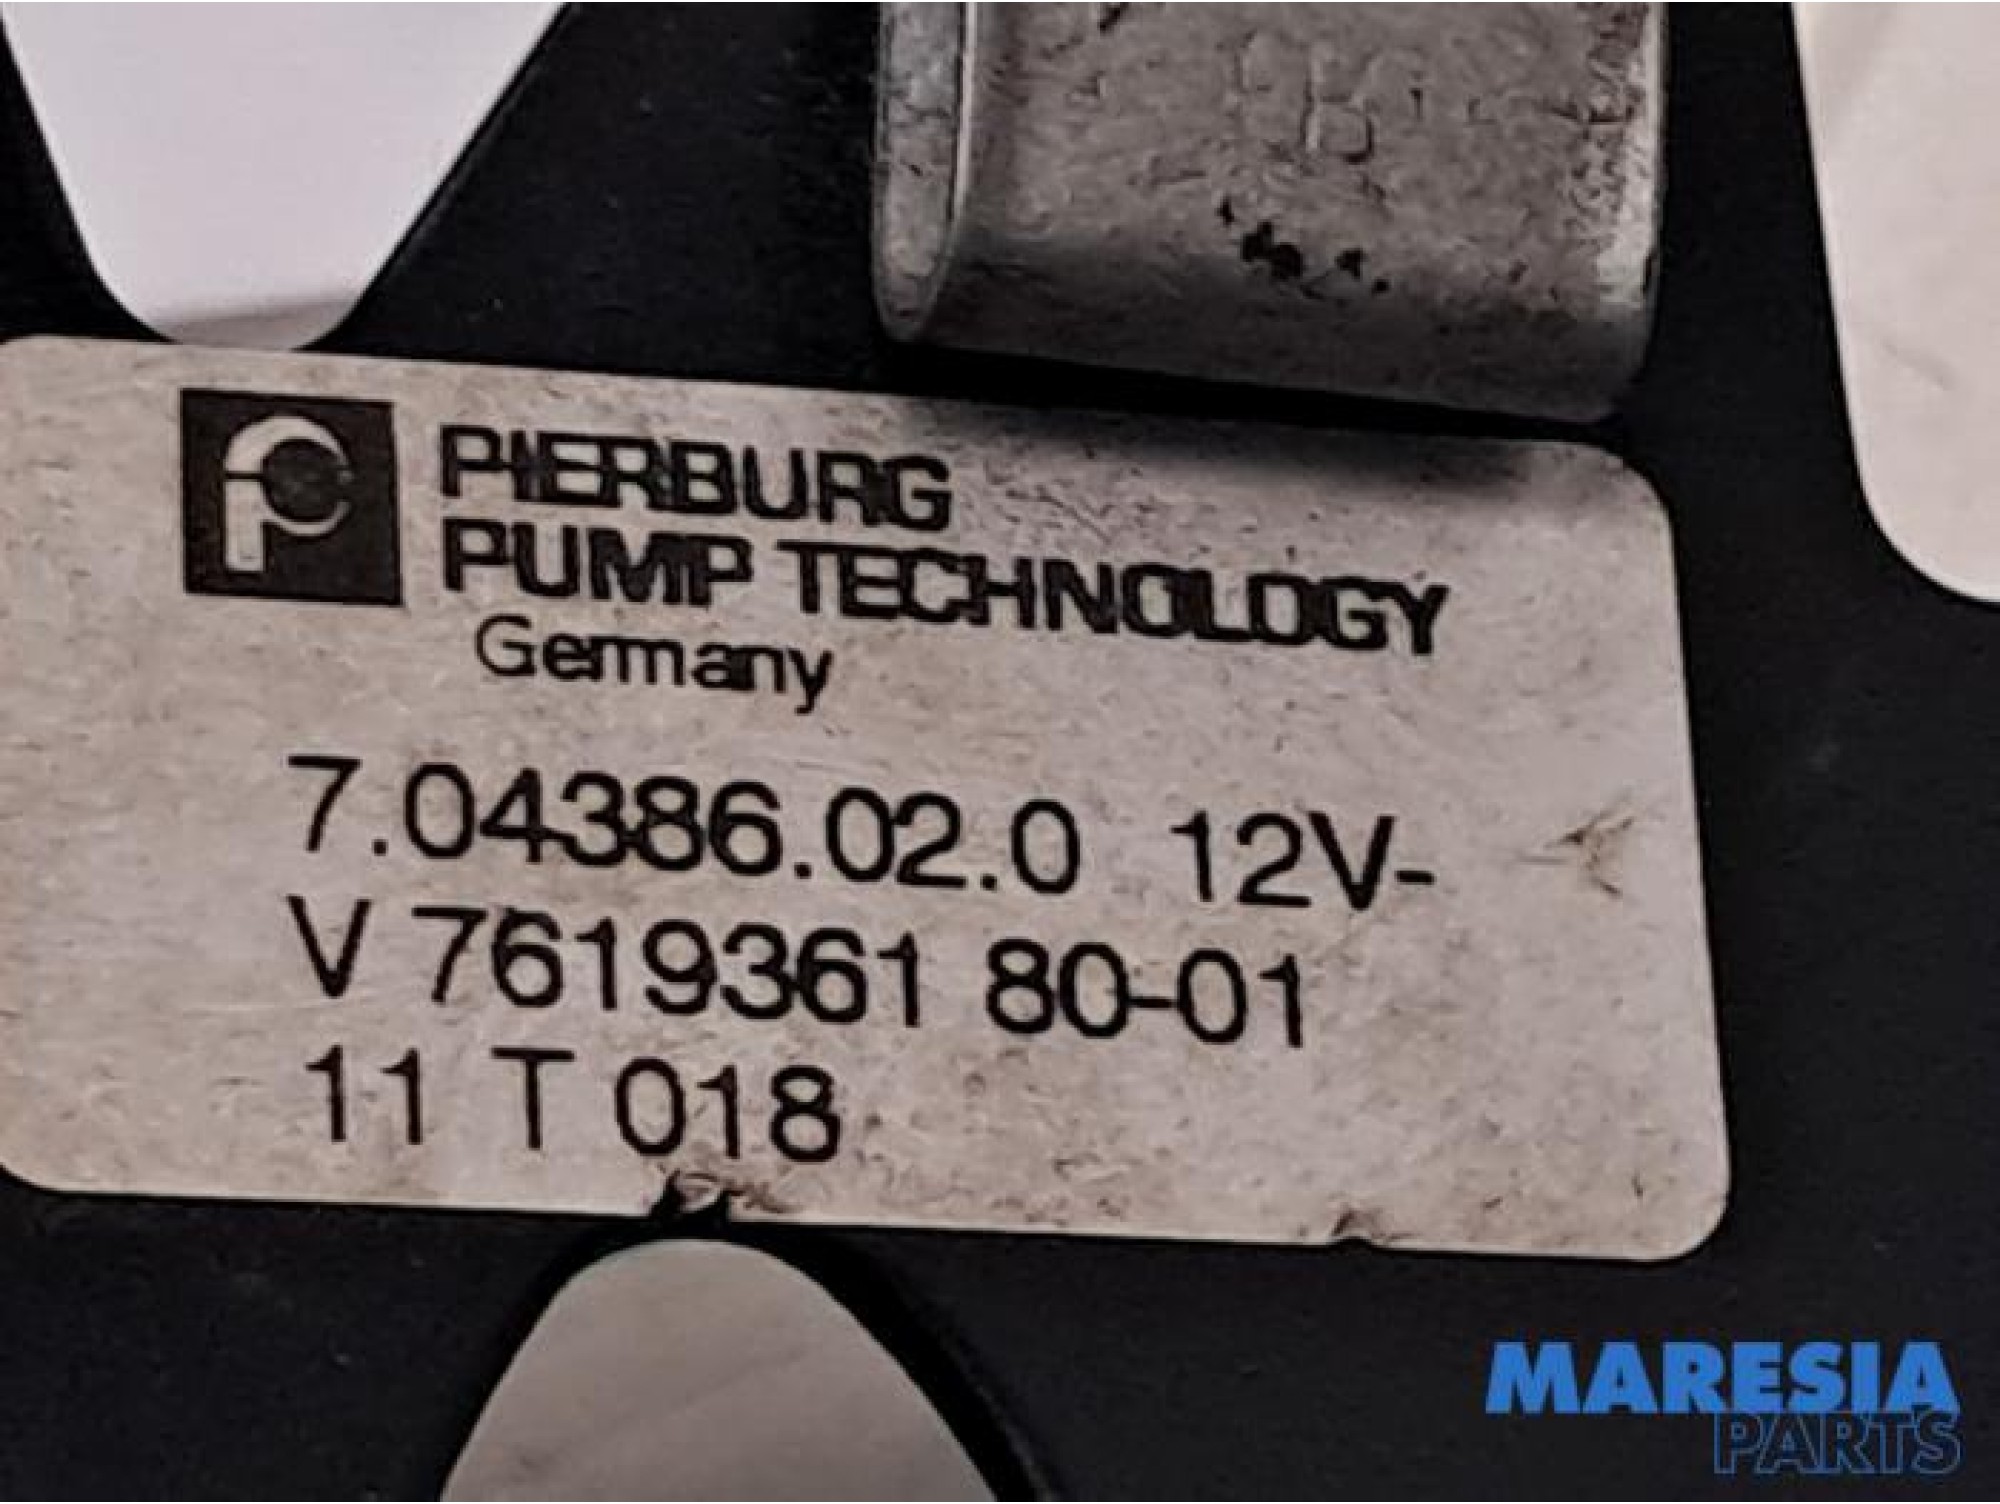 PIERBURG
PUMP TECHNOLOGY
Germany
7.04386.02.0 12V-
V 7619361 80-01
11 T 018
MARESIA
PARTS